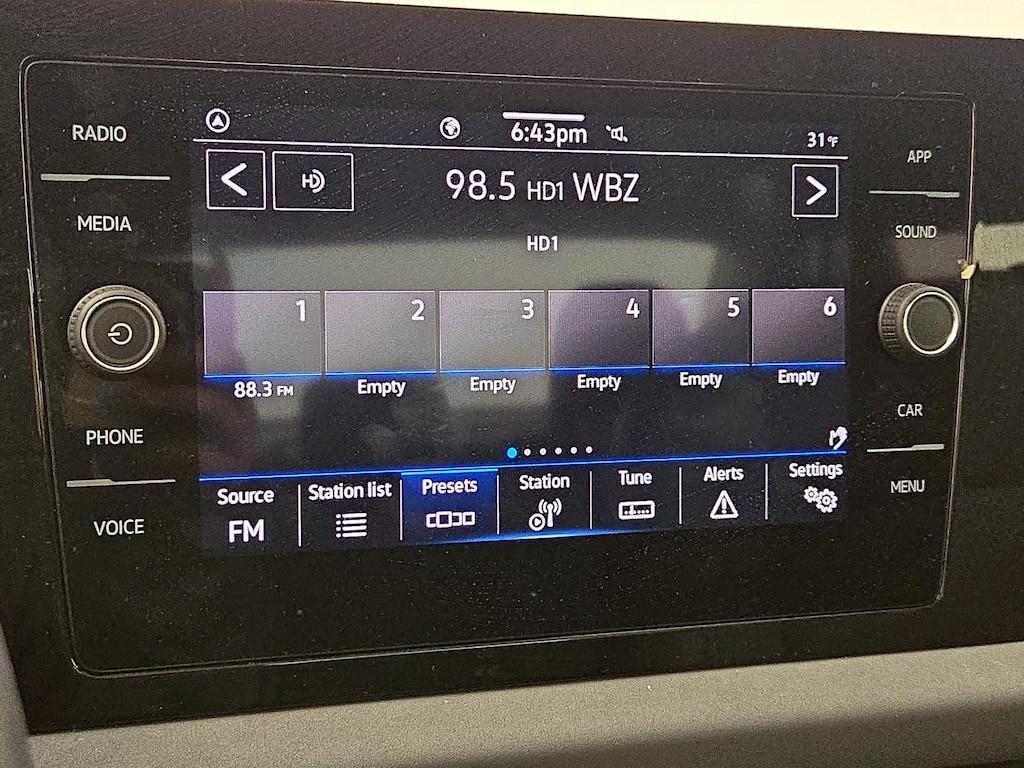 RADIO
MEDIA
PHONE
VOICE
6:43pm
31°F
HD
98.5 HD1 WBZ
HD1
1 2 3 4 5 6
88.3 FM Empty Empty Empty Empty Empty
Source Station list Presets Station Tune Alerts Settings
FM
APP
SOUND
CAR
MENU